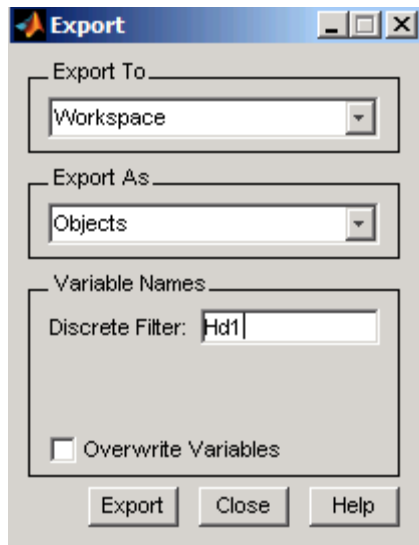 Export
Export To
Workspace
Export As
Objects
Variable Names
Discrete Filter: Hd1
Overwrite Variables
Export Close Help